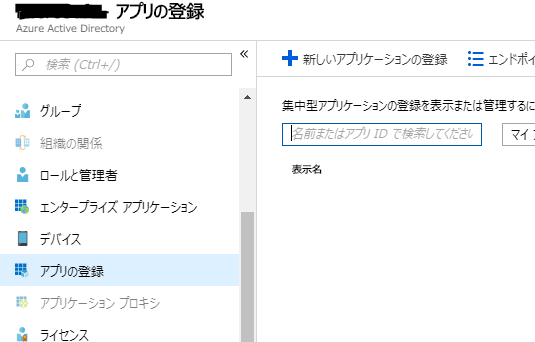 アプリの登録
Azure Active Directory
検索 (Ctrl+/)
«
グループ
組織の関係
ロールと管理者
エンタープライズ アプリケーション
デバイス
アプリの登録
アプリケーション プロキシ
ライセンス
新しいアプリケーションの登録
エンドポイ
集中型アプリケーションの登録を表示または管理するに
名前またはアプリ ID で検索してください
マイ
表示名